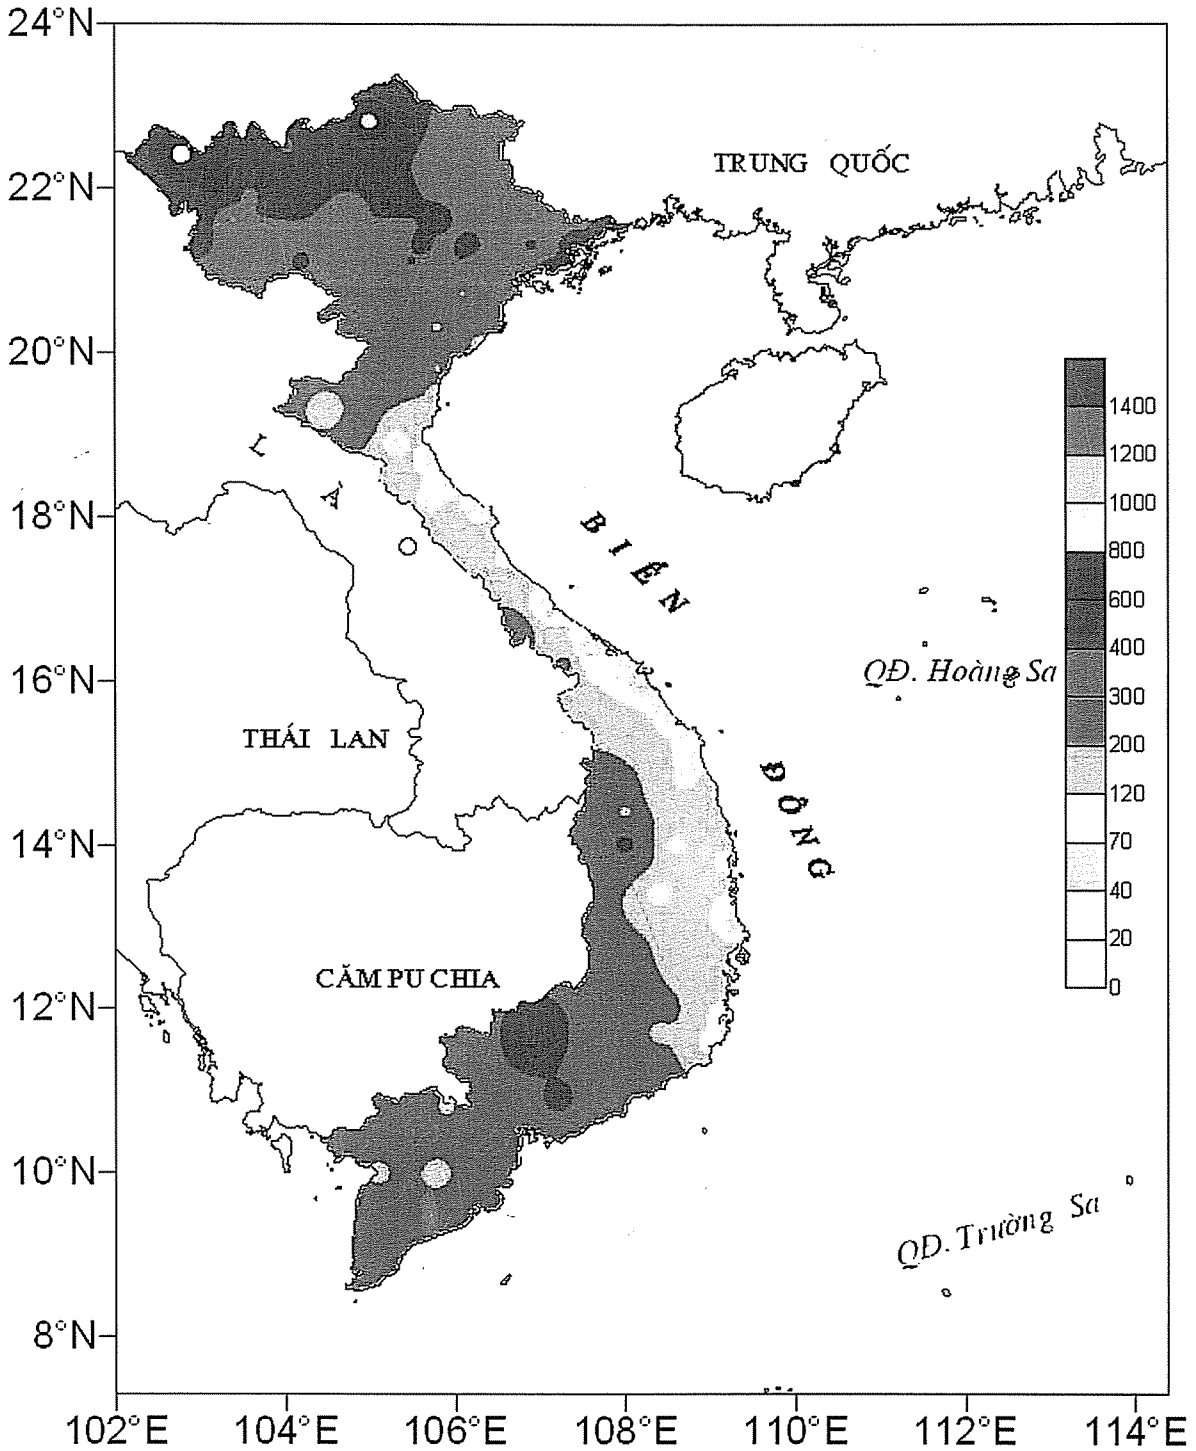 24°N
TRUNG QUỐC
22°N
20°N
1400
1200
L
1000
À
18°N
BIỂN
800
600
400
QĐ. Hoàng Sa
16°N
300
THÁI LAN
200
ĐÔNG
120
14°N
70
40
20
CĂM PU CHIA
0
12°N
10°N
QĐ. Trường Sa
8°N
102°E 104°E 106°E 108°E 110°E 112°E 114°E